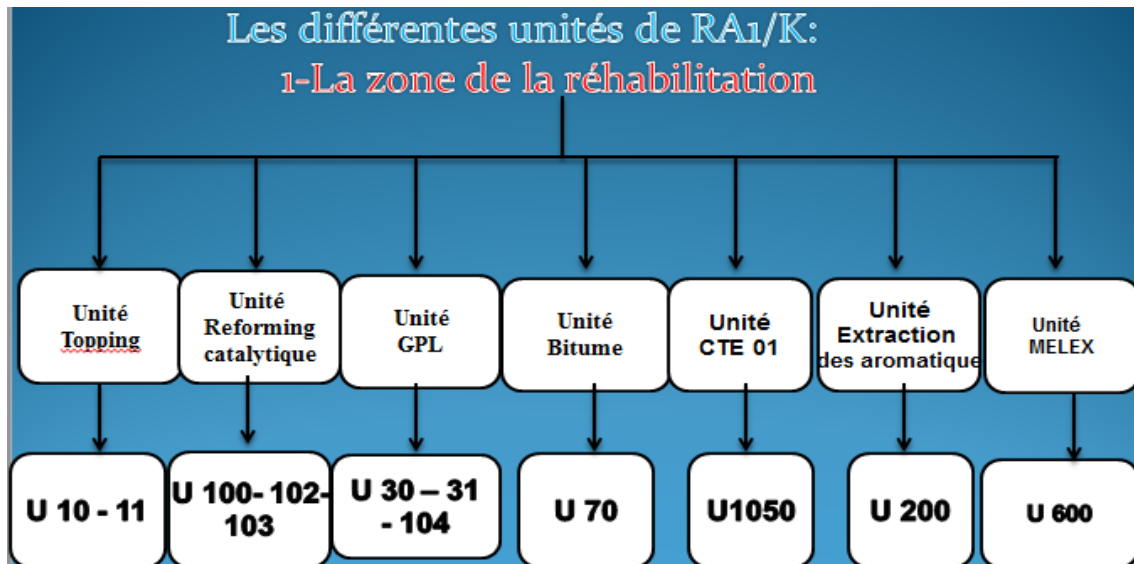 Les différentes unités de RA1/K:
1-La zone de la réhabilitation
Unité
Topping
Unité
Reforming
catalytique
Unité
GPL
Unité
Bitume
Unité
CTE 01
Unité
Extraction
des aromatique
Unité
MELEX
U 10 - 11
U 100- 102-
103
U 30 – 31
- 104
U 70
U1050
U 200
U 600